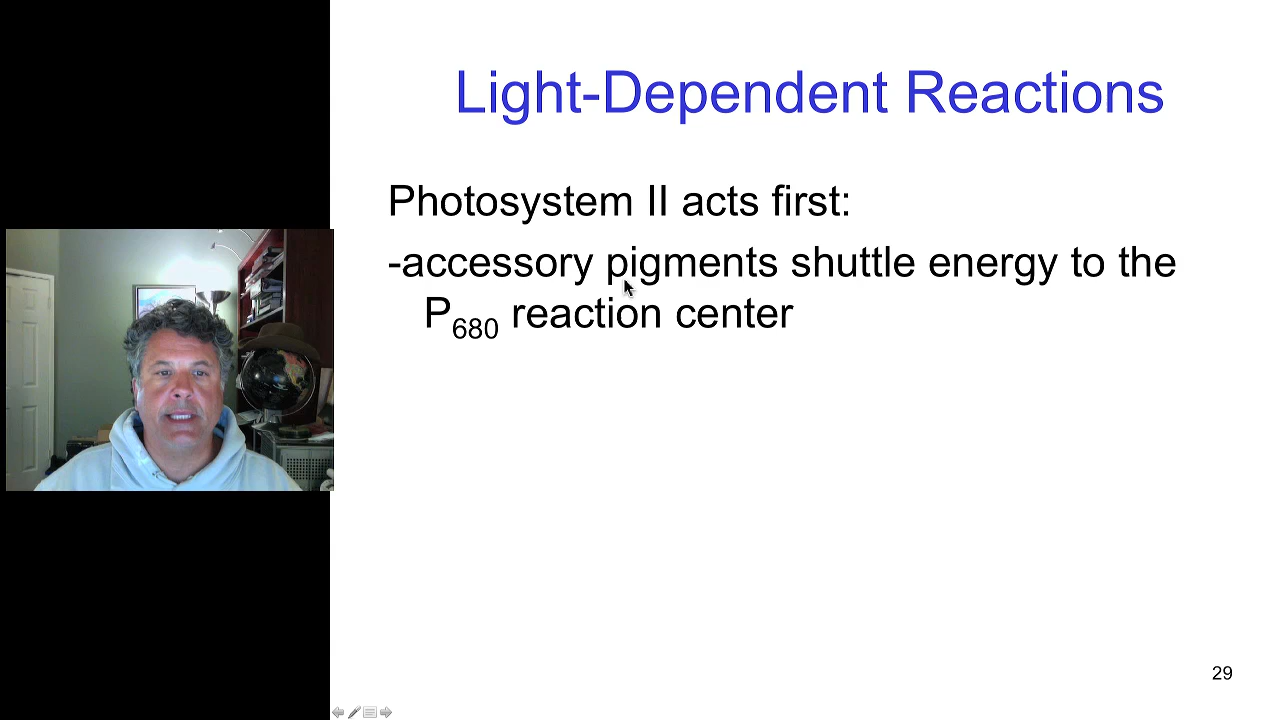 Light-Dependent Reactions
Photosystem II acts first:
-accessory pigments shuttle energy to the
P₆₈₀ reaction center
29